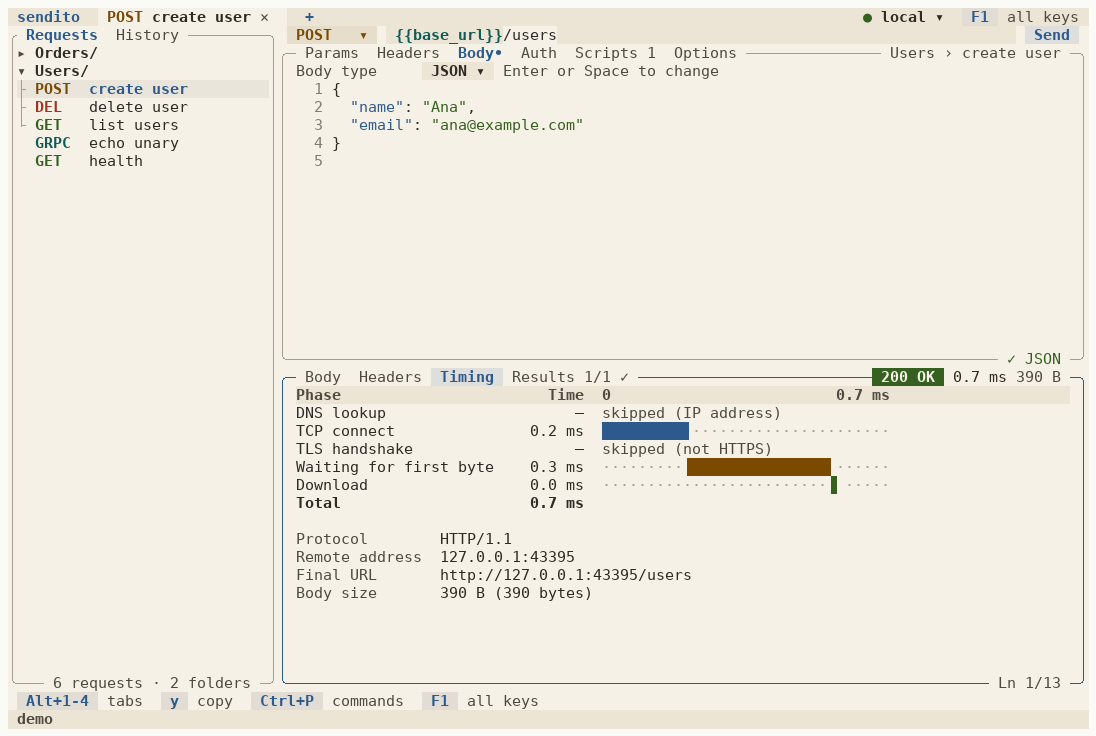 sendito POST create user × + ● local ▾ F1 all keys
Requests History POST ▾ {{base_url}}/users Send
▸ Orders/ Params Headers Body• Auth Scripts 1 Options Users › create user
▾ Users/ Body type JSON ▾ Enter or Space to change
POST create user 1 {
DEL delete user 2 "name": "Ana",
GET list users 3 "email": "ana@example.com"
GRPC echo unary 4 }
GET health 5
✓ JSON
Body Headers Timing Results 1/1 ✓ 200 OK 0.7 ms 390 B
Phase Time 0 0.7 ms
DNS lookup — skipped (IP address)
TCP connect 0.2 ms
TLS handshake — skipped (not HTTPS)
Waiting for first byte 0.3 ms
Download 0.0 ms
Total 0.7 ms
Protocol HTTP/1.1
Remote address 127.0.0.1:43395
Final URL http://127.0.0.1:43395/users
Body size 390 B (390 bytes)
6 requests · 2 folders Ln 1/13
Alt+1-4 tabs y copy Ctrl+P commands F1 all keys
demo